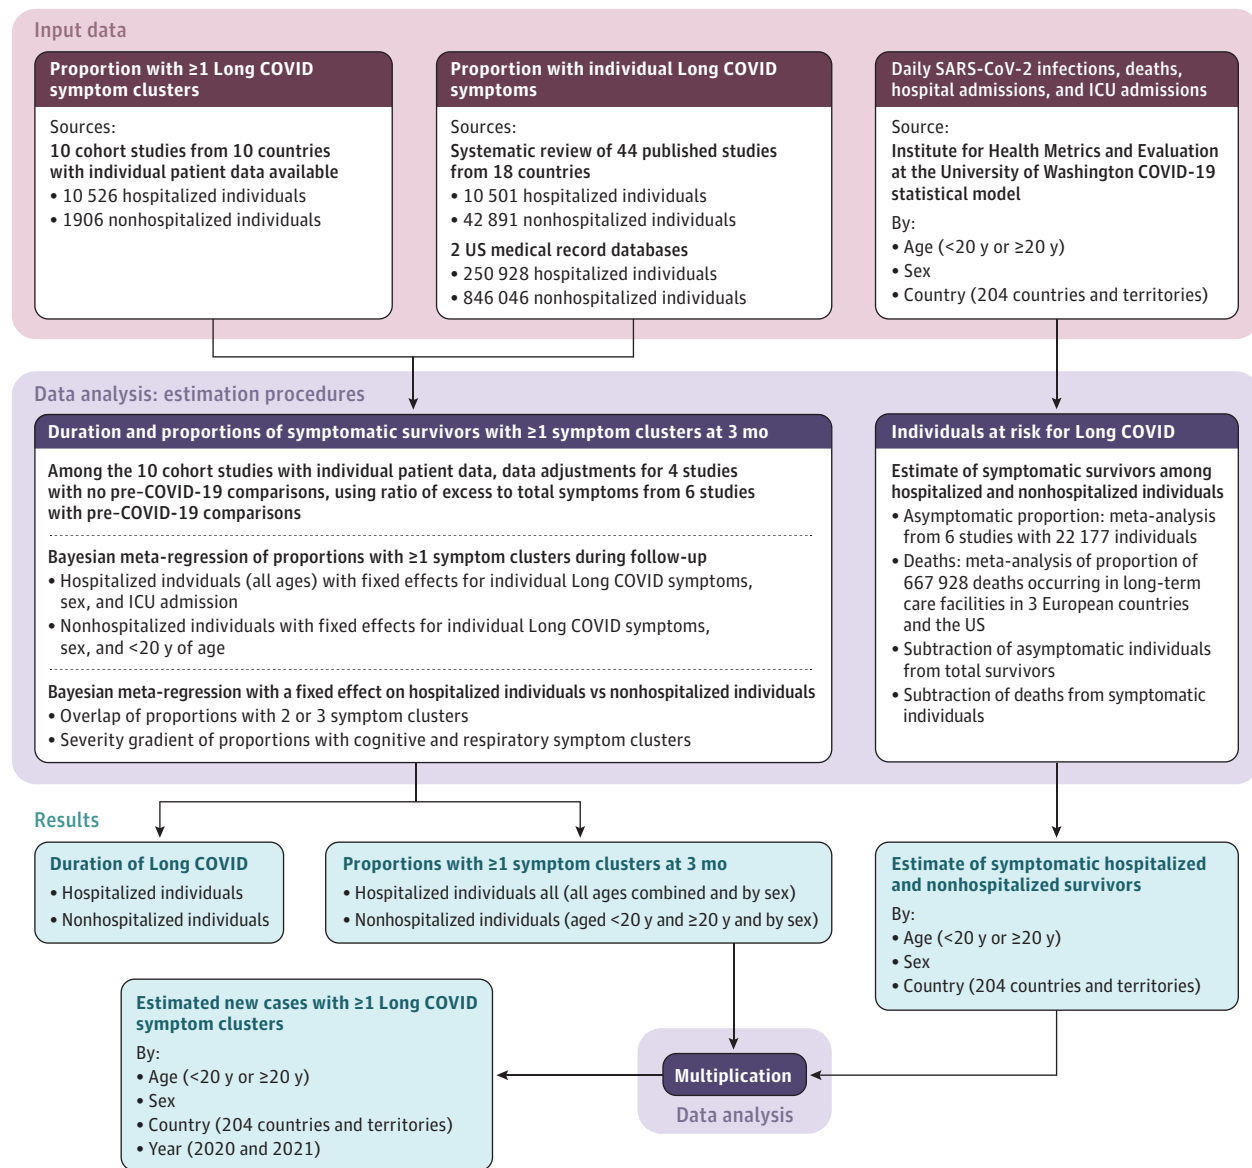 Input data
Proportion with ≥1 Long COVID
symptom clusters
Sources:
10 cohort studies from 10 countries
with individual patient data available
• 10 526 hospitalized individuals
• 1906 nonhospitalized individuals
Proportion with individual Long COVID
symptoms
Sources:
Systematic review of 44 published studies
from 18 countries
• 10 501 hospitalized individuals
• 42 891 nonhospitalized individuals
2 US medical record databases
• 250 928 hospitalized individuals
• 846 046 nonhospitalized individuals
Daily SARS-CoV-2 infections, deaths,
hospital admissions, and ICU admissions
Source:
Institute for Health Metrics and Evaluation
at the University of Washington COVID-19
statistical model
By:
• Age (<20 y or ≥20 y)
• Sex
• Country (204 countries and territories)
Data analysis: estimation procedures
Duration and proportions of symptomatic survivors with ≥1 symptom clusters at 3 mo
Among the 10 cohort studies with individual patient data, data adjustments for 4 studies
with no pre–COVID-19 comparisons, using ratio of excess to total symptoms from 6 studies
with pre–COVID-19 comparisons
Bayesian meta-regression of proportions with ≥1 symptom clusters during follow-up
• Hospitalized indviduals (all ages) with fixed effects for individual Long COVID symptoms,
sex, and ICU admission
• Nonhospitalized individuals with fixed effects for individual Long COVID symptoms,
sex, and <20 y of age
Bayesian meta-regression with a fixed effect on hospitalized individuals vs nonhospitalized individuals
• Overlap of proportions with 2 or 3 symptom clusters
• Severity gradient of proportions with cognitive and respiratory symptom clusters
Individuals at risk for Long COVID
Estimate of symptomatic survivors among
hospitalized and nonhospitalized individuals
• Asymptomatic proportion: meta-analysis
from 6 studies with 22 177 individuals
• Deaths: meta-analysis of proportion of
667 928 deaths occurring in long-term
care facilities in 3 European countries
and the US
• Subtraction of asymptomatic individuals
from total survivors
• Subtraction of deaths from symptomatic
individuals
Results
Duration of Long COVID
• Hospitalized individuals
• Nonhospitalized individuals
Proportions with ≥1 symptom clusters at 3 mo
• Hospitalized individuals all (all ages combined and by sex)
• Nonhospitalized individuals (aged <20 y and ≥20 y and by sex)
Estimate of symptomatic hospitalized
and nonhospitalized survivors
By:
• Age (<20 y or ≥20 y)
• Sex
• Country (204 countries and territories)
Estimated new cases with ≥1 Long COVID
symptom clusters
By:
• Age (<20 y or ≥20 y)
• Sex
• Country (204 countries and territories)
• Year (2020 and 2021)
Multiplication
Data analysis